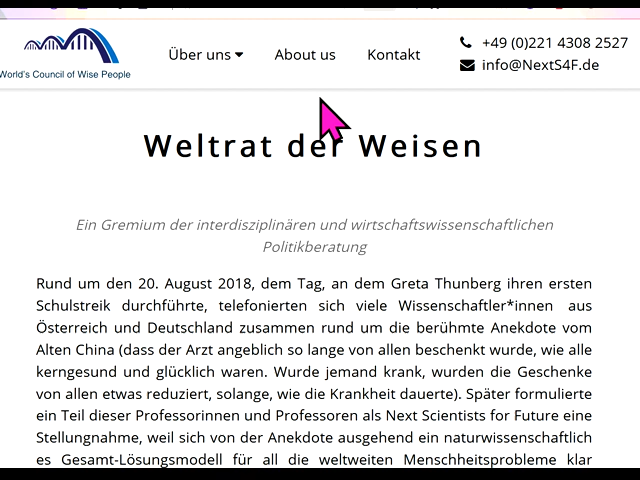 World's Council of Wise People
Über uns
About us
Kontakt
+49 (0)221 4308 2527
info@NextS4F.de
Weltrat der Weisen
Ein Gremium der interdisziplinären und wirtschaftswissenschaftlichen
Politikberatung
Rund um den 20. August 2018, dem Tag, an dem Greta Thunberg ihren ersten
Schulstreik durchführte, telefonierten sich viele Wissenschaftler*innen aus
Österreich und Deutschland zusammen rund um die berühmte Anekdote vom
Alten China (dass der Arzt angeblich so lange von allen beschenkt wurde, wie alle
kerngesund und glücklich waren. Wurde jemand krank, wurden die Geschenke
von allen etwas reduziert, solange, wie die Krankheit dauerte). Später formulierte
ein Teil dieser Professorinnen und Professoren als Next Scientists for Future eine
Stellungnahme, weil sich von der Anekdote ausgehend ein naturwissenschaftlich
es Gesamt-Lösungsmodell für all die weltweiten Menschheitsprobleme klar